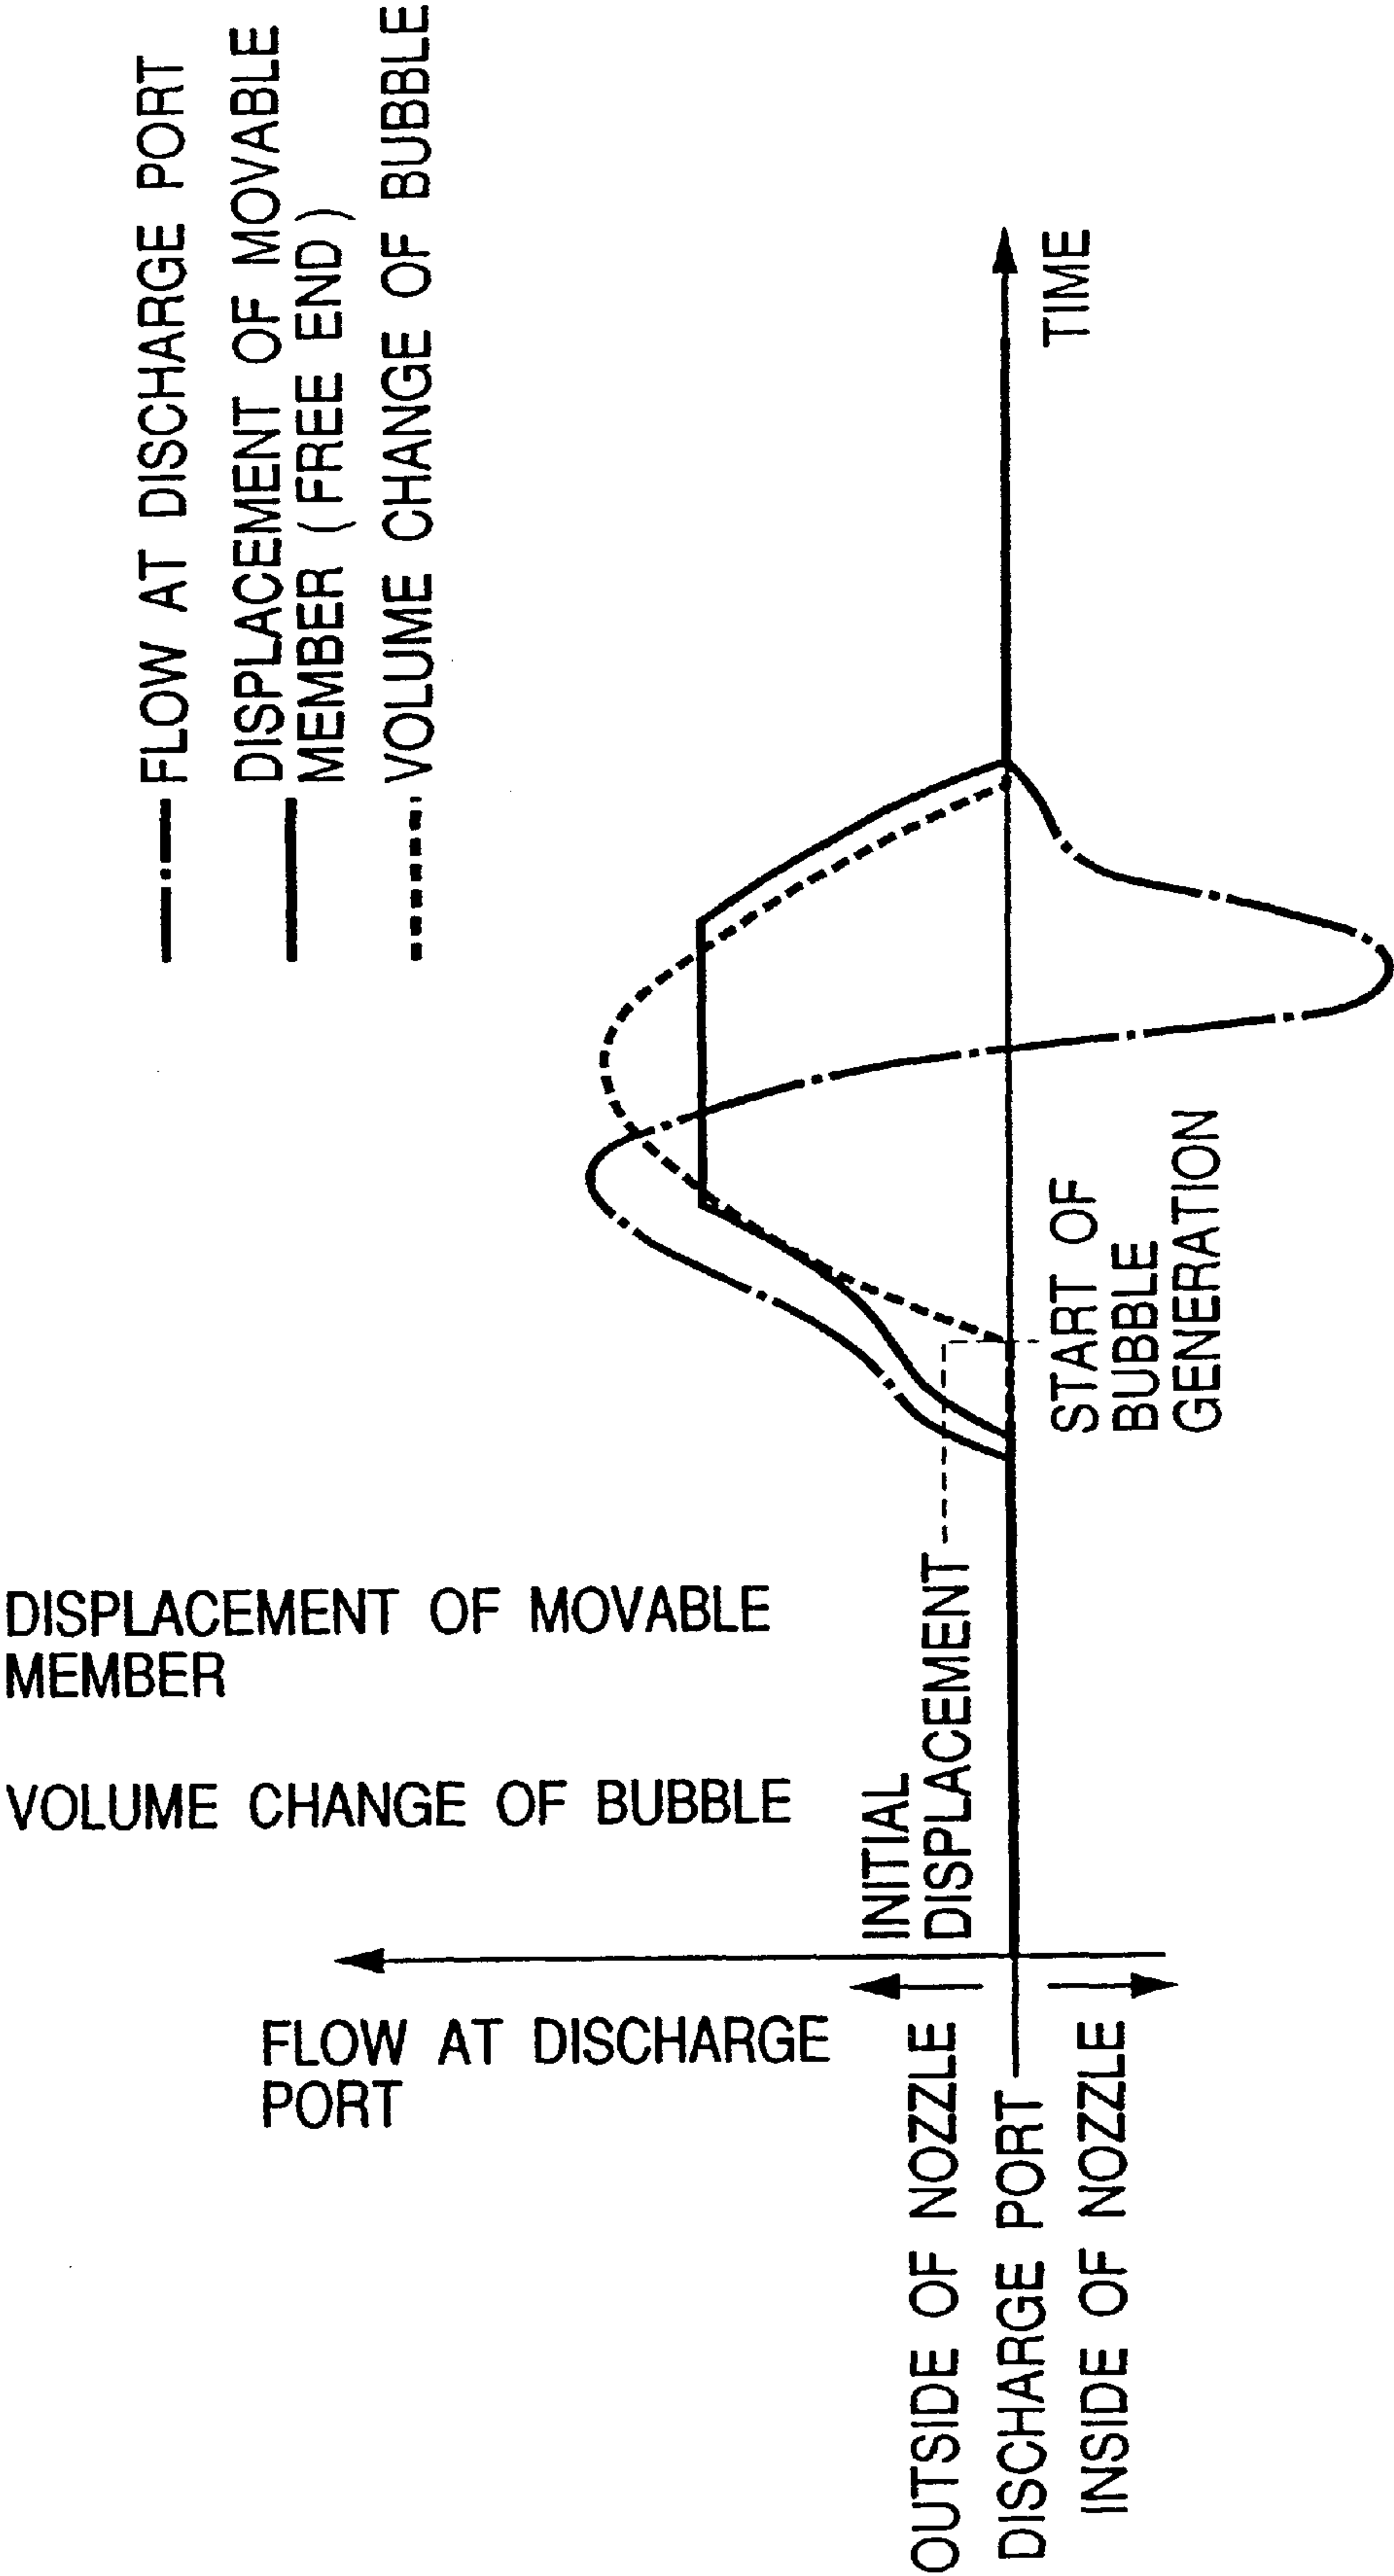 FLOW AT DISCHARGE PORT
DISPLACEMENT OF MOVABLE
MEMBER (FREE END)
VOLUME CHANGE OF BUBBLE
DISPLACEMENT OF MOVABLE
MEMBER
VOLUME CHANGE OF BUBBLE
FLOW AT DISCHARGE
PORT
INITIAL
DISPLACEMENT
OUTSIDE OF NOZZLE
DISCHARGE PORT
INSIDE OF NOZZLE
START OF
BUBBLE
GENERATION
TIME